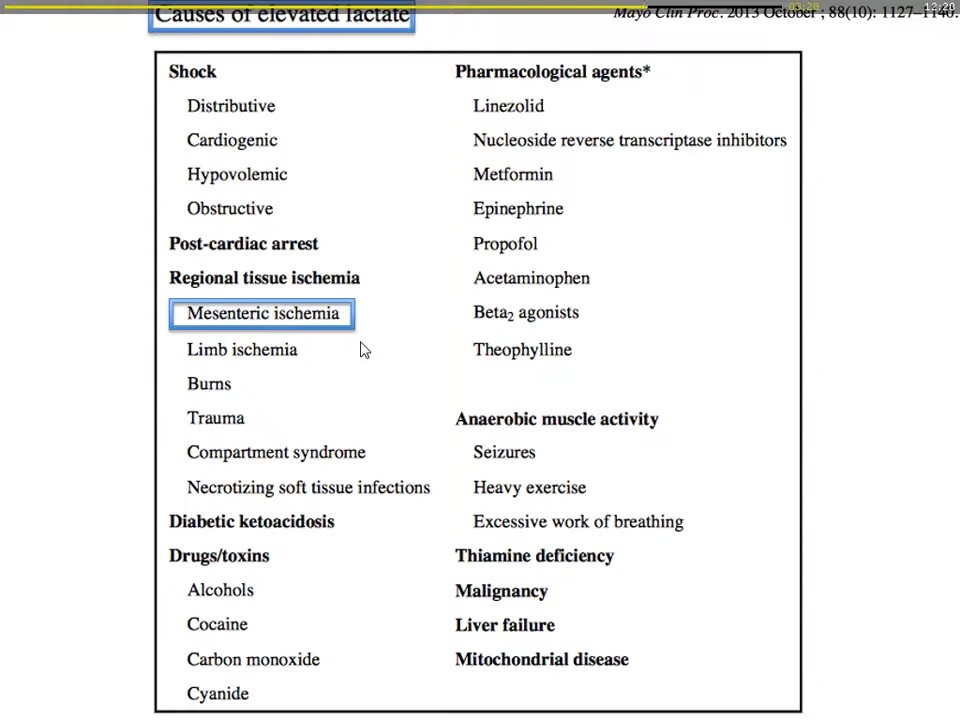 Causes of elevated lactate
Mayo Clin Proc. 2013 October ; 88(10): 1127–1140.
03:28
12:20
Shock
Distributive
Cardiogenic
Hypovolemic
Obstructive
Post-cardiac arrest
Regional tissue ischemia
Mesenteric ischemia
Limb ischemia
Burns
Trauma
Compartment syndrome
Necrotizing soft tissue infections
Diabetic ketoacidosis
Drugs/toxins
Alcohols
Cocaine
Carbon monoxide
Cyanide
Pharmacological agents*
Linezolid
Nucleoside reverse transcriptase inhibitors
Metformin
Epinephrine
Propofol
Acetaminophen
Beta₂ agonists
Theophylline
Anaerobic muscle activity
Seizures
Heavy exercise
Excessive work of breathing
Thiamine deficiency
Malignancy
Liver failure
Mitochondrial disease